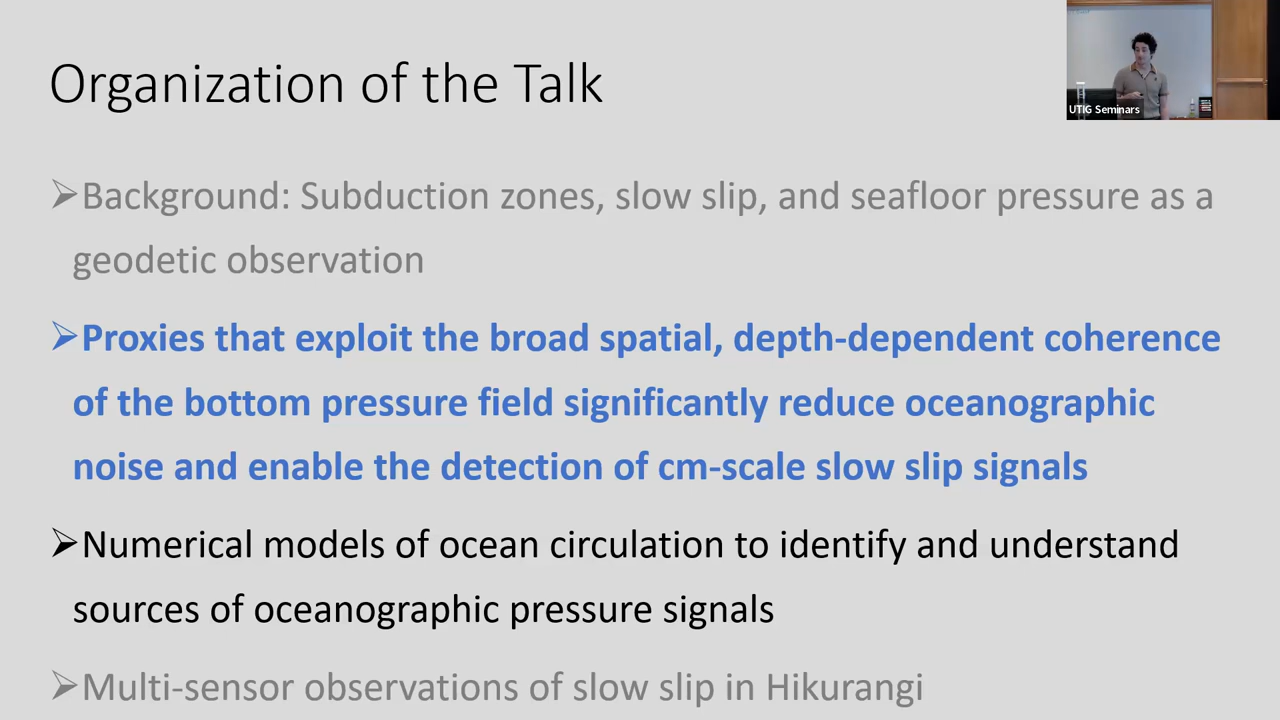 Organization of the Talk
UTIG Seminars
➢Background: Subduction zones, slow slip, and seafloor pressure as a
geodetic observation
➢Proxies that exploit the broad spatial, depth-dependent coherence
of the bottom pressure field significantly reduce oceanographic
noise and enable the detection of cm-scale slow slip signals
➢Numerical models of ocean circulation to identify and understand
sources of oceanographic pressure signals
➢Multi-sensor observations of slow slip in Hikurangi